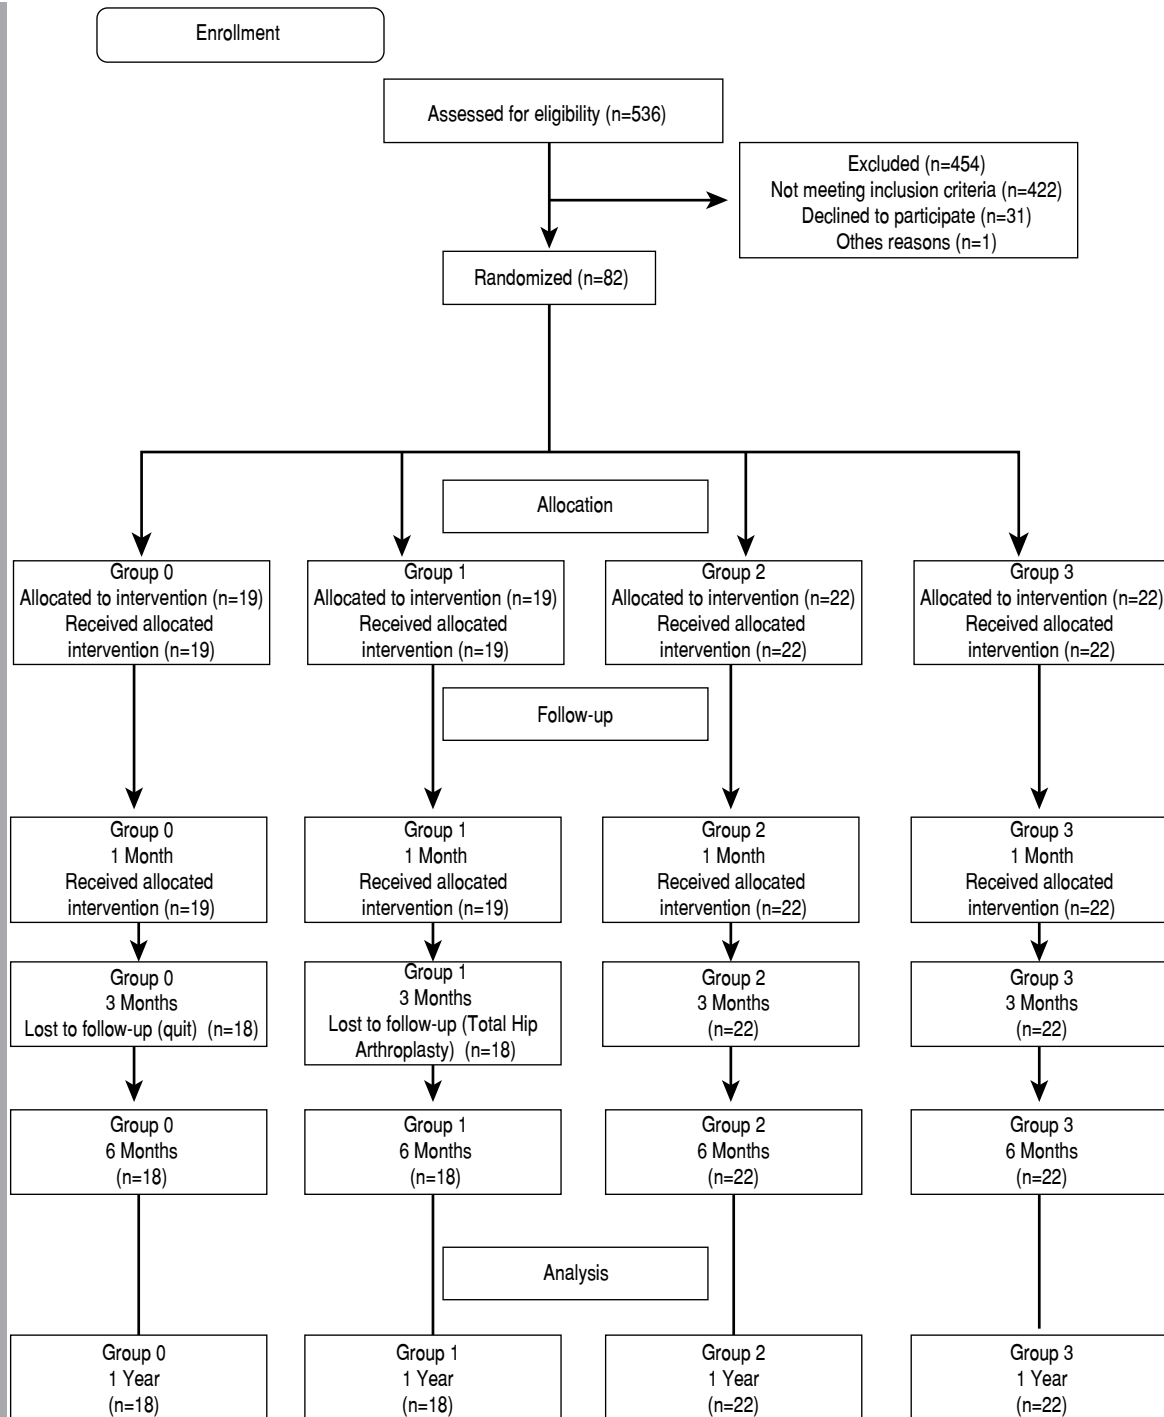 Enrollment
Assessed for eligibility (n=536)
Excluded (n=454)
Not meeting inclusion criteria (n=422)
Declined to participate (n=31)
Othes reasons (n=1)
Randomized (n=82)
Allocation
Group 0
Allocated to intervention (n=19)
Received allocated
intervention (n=19)
Group 1
Allocated to intervention (n=19)
Received allocated
intervention (n=19)
Group 2
Allocated to intervention (n=22)
Received allocated
intervention (n=22)
Group 3
Allocated to intervention (n=22)
Received allocated
intervention (n=22)
Follow-up
Group 0
1 Month
Received allocated
intervention (n=19)
Group 1
1 Month
Received allocated
intervention (n=19)
Group 2
1 Month
Received allocated
intervention (n=22)
Group 3
1 Month
Received allocated
intervention (n=22)
Group 0
3 Months
Lost to follow-up (quit) (n=18)
Group 1
3 Months
Lost to follow-up (Total Hip
Arthroplasty) (n=18)
Group 2
3 Months
(n=22)
Group 3
3 Months
(n=22)
Group 0
6 Months
(n=18)
Group 1
6 Months
(n=18)
Group 2
6 Months
(n=22)
Group 3
6 Months
(n=22)
Analysis
Group 0
1 Year
(n=18)
Group 1
1 Year
(n=18)
Group 2
1 Year
(n=22)
Group 3
1 Year
(n=22)